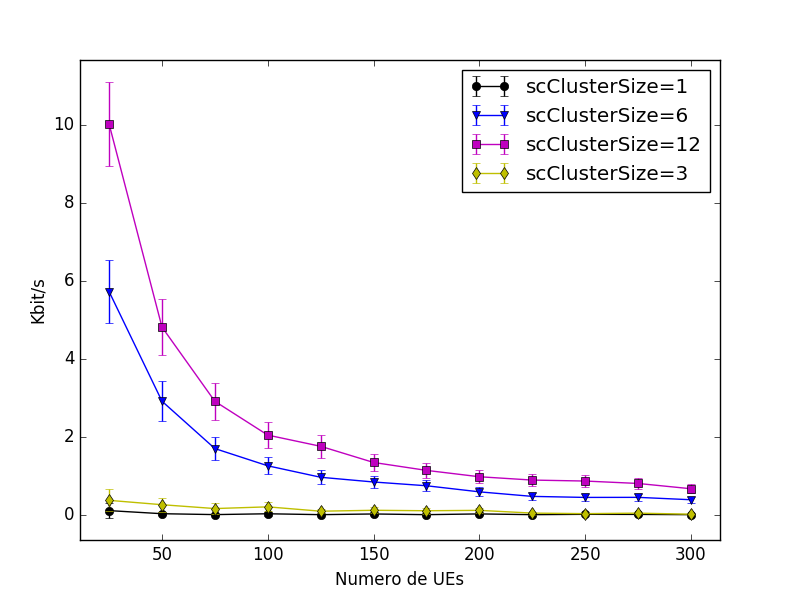 scClusterSize=1
scClusterSize=6
scClusterSize=12
scClusterSize=3
Kbit/s
10
8
6
4
2
0
50 100 150 200 250 300
Numero de UEs